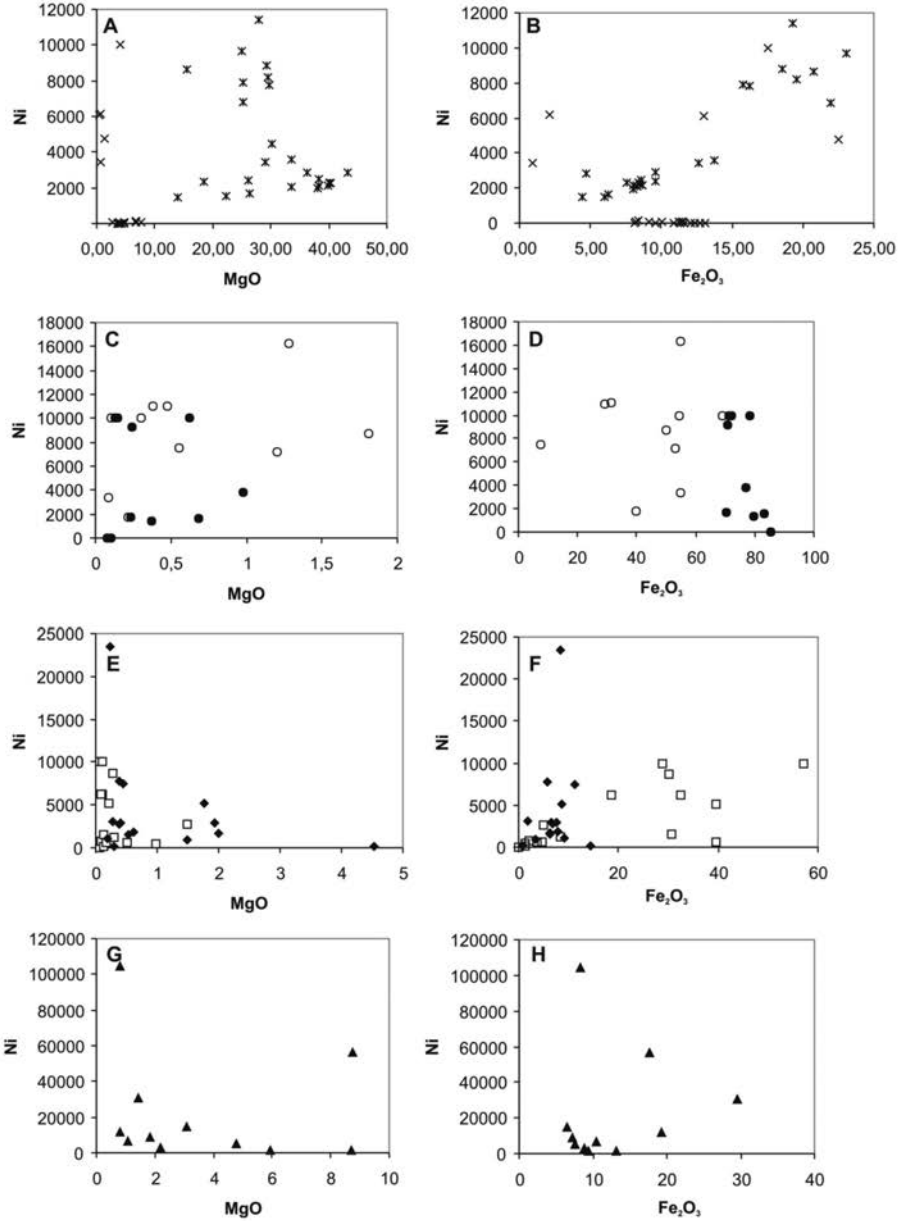 A
Ni
12000
10000
8000
6000
4000
2000
0
0,00 10,00 20,00 30,00 40,00 50,00
MgO
B
Ni
12000
10000
8000
6000
4000
2000
0
0,00 5,00 10,00 15,00 20,00 25,00
Fe₂O₃
C
Ni
18000
16000
14000
12000
10000
8000
6000
4000
2000
0
0 0,5 1 1,5 2
MgO
D
Ni
18000
16000
14000
12000
10000
8000
6000
4000
2000
0
0 20 40 60 80 100
Fe₂O₃
E
Ni
25000
20000
15000
10000
5000
0
0 1 2 3 4 5
MgO
F
Ni
25000
20000
15000
10000
5000
0
0 20 40 60
Fe₂O₃
G
Ni
120000
100000
80000
60000
40000
20000
0
0 2 4 6 8 10
MgO
H
Ni
120000
100000
80000
60000
40000
20000
0
0 10 20 30 40
Fe₂O₃